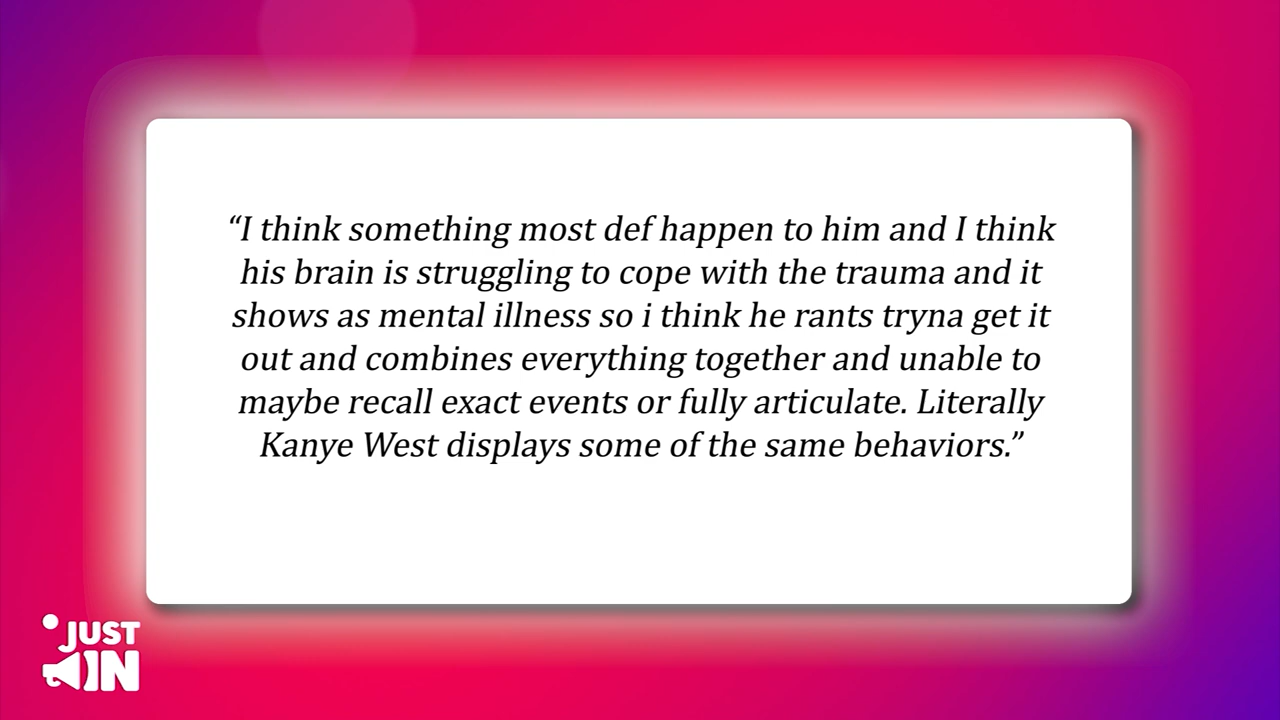 “I think something most def happen to him and I think
his brain is struggling to cope with the trauma and it
shows as mental illness so i think he rants tryna get it
out and combines everything together and unable to
maybe recall exact events or fully articulate. Literally
Kanye West displays some of the same behaviors.”
JUST
IN